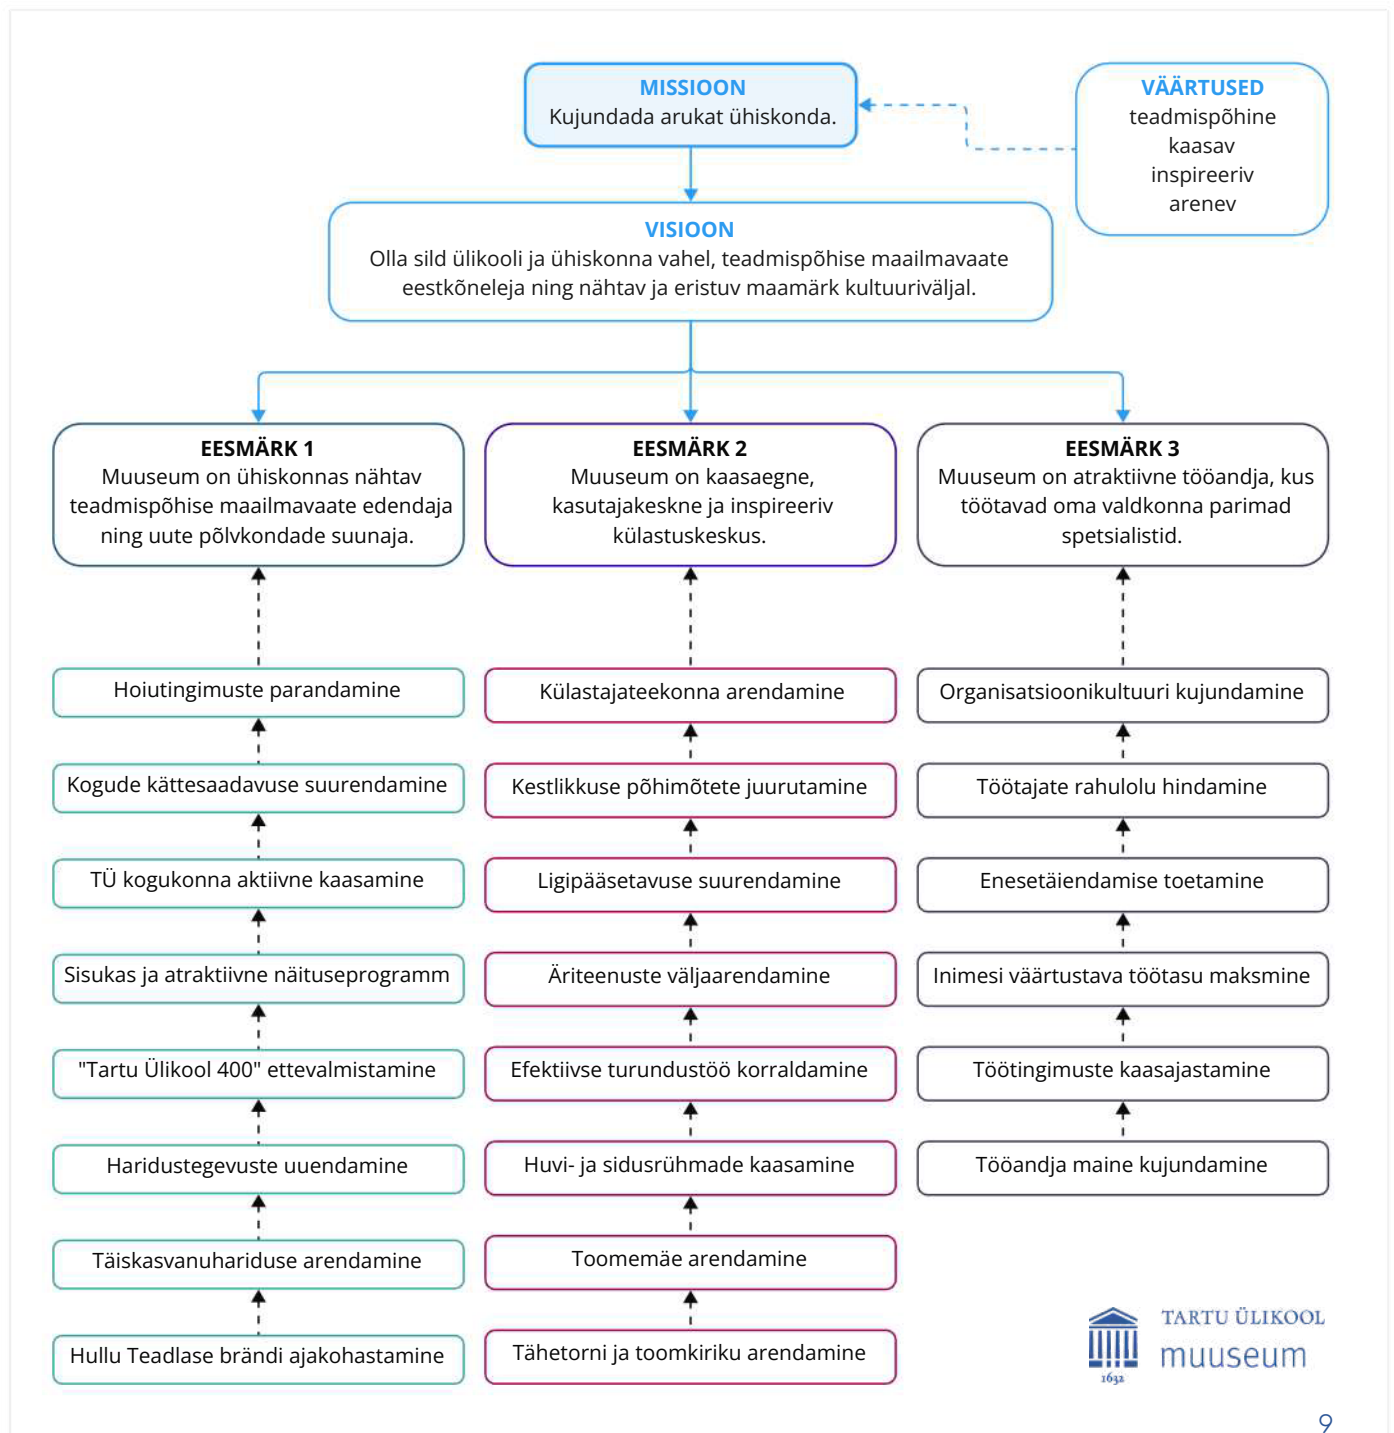 MISSIOON
Kujundada arukat ühiskonda.
VÄÄRTUSED
teadmispõhine
kaasav
inspireeriv
arenev
VISIOON
Olla sild ülikooli ja ühiskonna vahel, teadmispõhise maailmavaate
eestkõneleja ning nähtav ja eristuv maamärk kultuuriväljal.
EESMÄRK 1
Muuseum on ühiskonnas nähtav
teadmispõhise maailmavaate edendaja
ning uute põlvkondade suunaja.
Hoiutingimuste parandamine
Kogude kättesaadavuse suurendamine
TÜ kogukonna aktiivne kaasamine
Sisukas ja atraktiivne näituseprogramm
"Tartu Ülikool 400" ettevalmistamine
Haridustegevuste uuendamine
Täiskasvanuhariduse arendamine
Hullu Teadlase brändi ajakohastamine
EESMÄRK 2
Muuseum on kaasaegne,
kasutajakeskne ja inspireeriv
külastuskeskus.
Külastajateekonna arendamine
Kestlikkuse põhimõtete juurutamine
Ligipääsetavuse suurendamine
Äriteenuste väljaarendamine
Efektiivse turundustöö korraldamine
Huvi- ja sidusrühmade kaasamine
Toomemäe arendamine
Tähetorni ja toomkiriku arendamine
EESMÄRK 3
Muuseum on atraktiivne tööandja, kus
töötavad oma valdkonna parimad
spetsialistid.
Organisatsioonikultuuri kujundamine
Töötajate rahulolu hindamine
Enesetäiendamise toetamine
Inimesi väärtustava töötasu maksmine
Töötingimuste kaasajastamine
Tööandja maine kujundamine
TARTU ÜLIKOOL
muuseum
1632
9